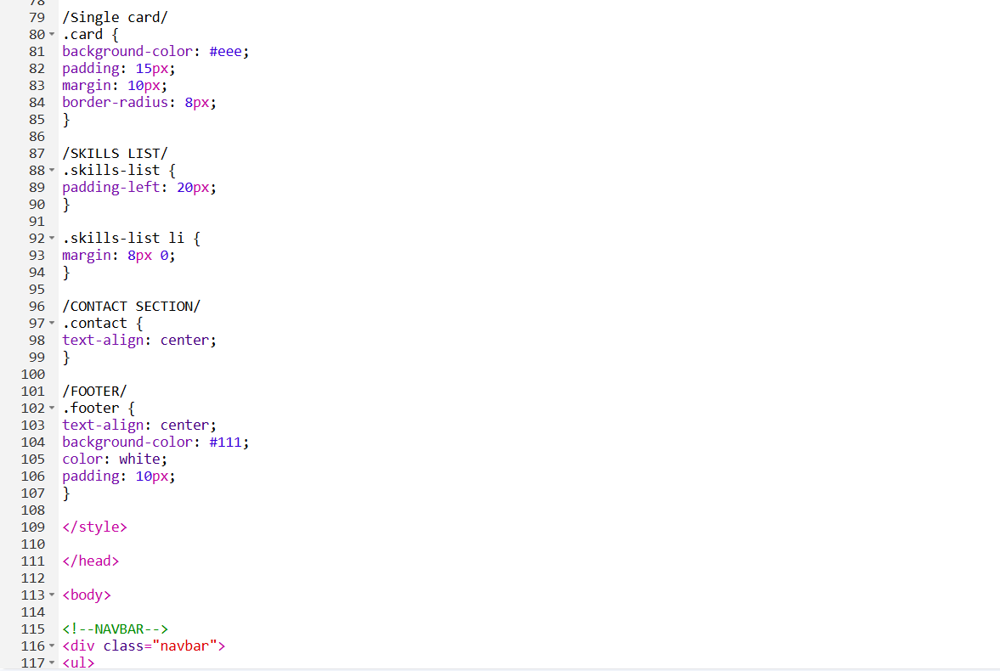 78
79 /Single card/
80 .card {
81 background-color: #eee;
82 padding: 15px;
83 margin: 10px;
84 border-radius: 8px;
85 }
86
87 /SKILLS LIST/
88 .skills-list {
89 padding-left: 20px;
90 }
91
92 .skills-list li {
93 margin: 8px 0;
94 }
95
96 /CONTACT SECTION/
97 .contact {
98 text-align: center;
99 }
100
101 /FOOTER/
102 .footer {
103 text-align: center;
104 background-color: #111;
105 color: white;
106 padding: 10px;
107 }
108
109 </style>
110
111 </head>
112
113 <body>
114
115 <!--NAVBAR-->
116 <div class="navbar">
117 <ul>